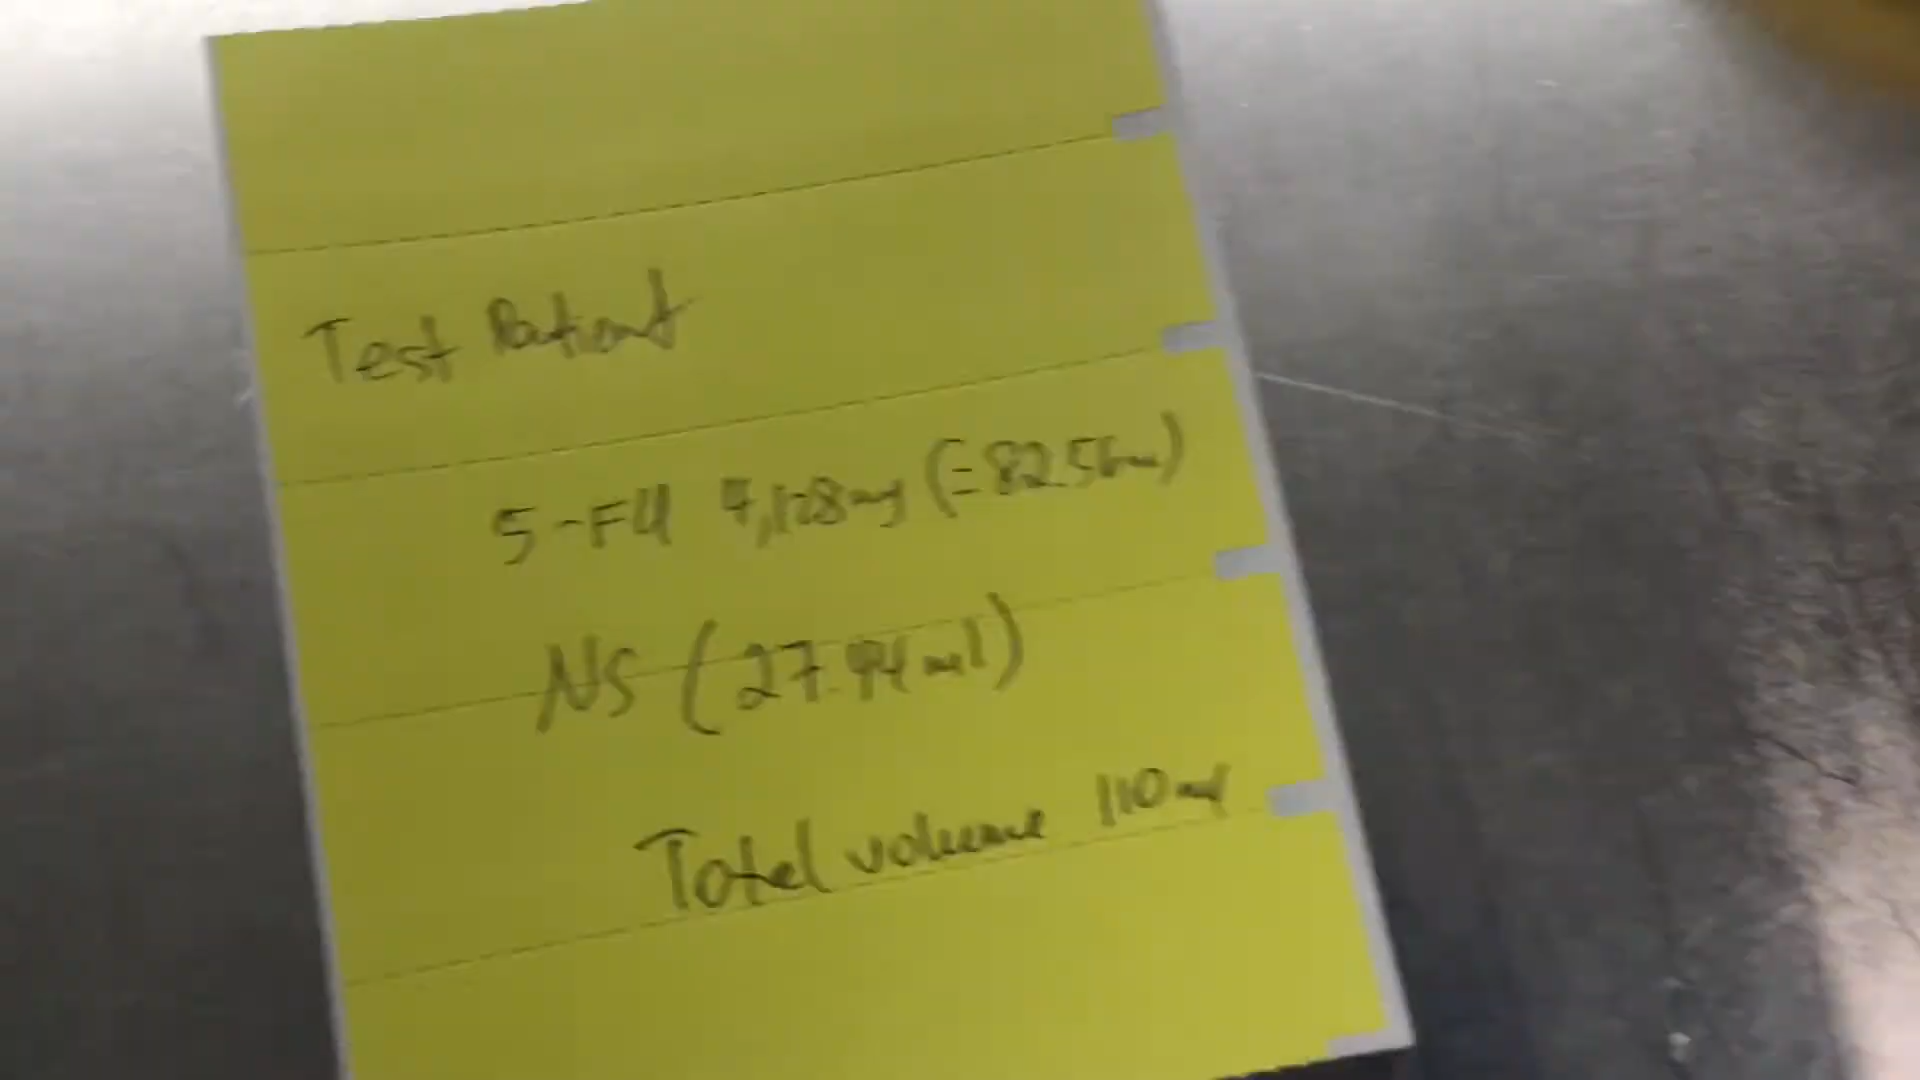 Test Patient
5-FU 4,128mg (=82.56ml)
NS (27.44ml)
Total volume 110ml